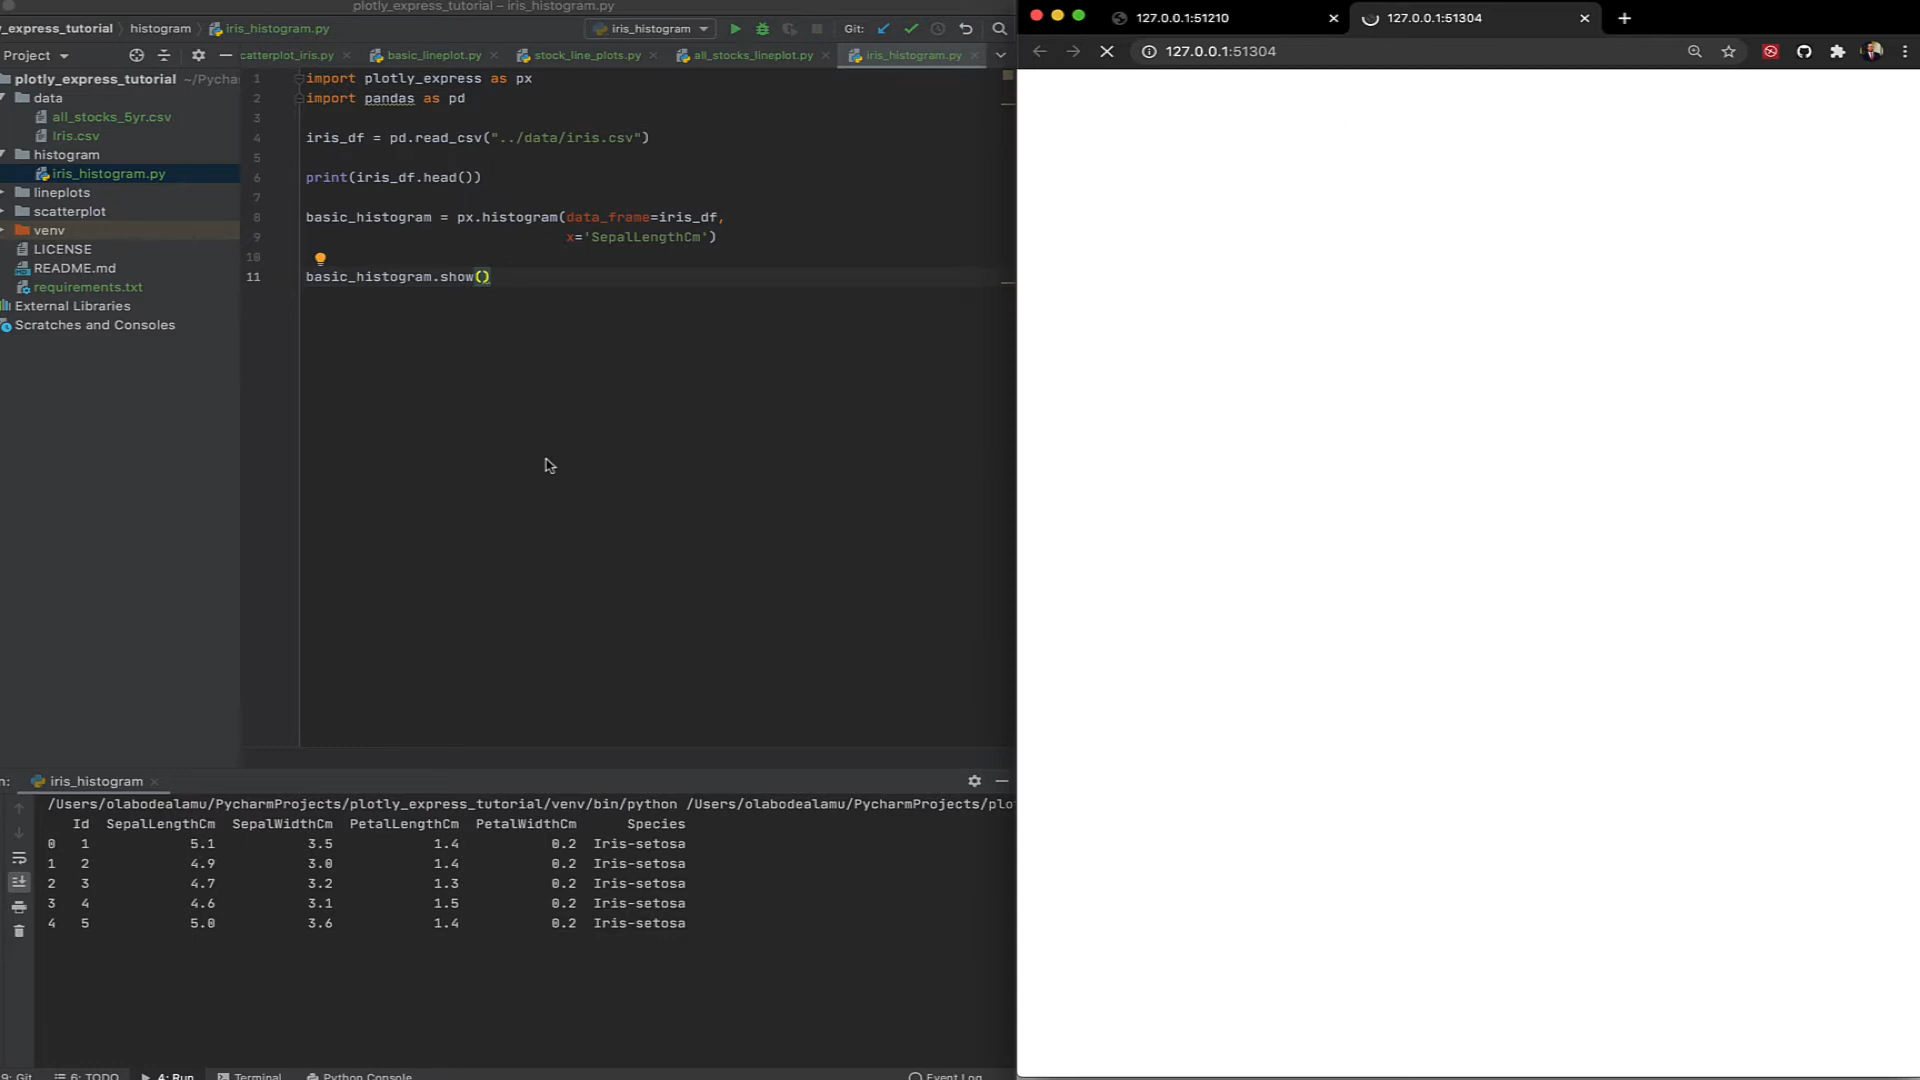 plotly_express_tutorial – iris_histogram.py
_express_tutorial histogram iris_histogram.py
iris_histogram
Git:
Project
catterplot_iris.py basic_lineplot.py stock_line_plots.py all_stocks_lineplot.py iris_histogram.py
plotly_express_tutorial ~/Pycha
data
all_stocks_5yr.csv
Iris.csv
histogram
iris_histogram.py
lineplots
scatterplot
venv
LICENSE
README.md
requirements.txt
External Libraries
Scratches and Consoles
1 import plotly_express as px
2 import pandas as pd
3
4 iris_df = pd.read_csv("../data/iris.csv")
5
6 print(iris_df.head())
7
8 basic_histogram = px.histogram(data_frame=iris_df,
9 x='SepalLengthCm')
10
11 basic_histogram.show()
n: iris_histogram
/Users/olabodealamu/PycharmProjects/plotly_express_tutorial/venv/bin/python /Users/olabodealamu/PycharmProjects/plo
Id SepalLengthCm SepalWidthCm PetalLengthCm PetalWidthCm Species
0 1 5.1 3.5 1.4 0.2 Iris-setosa
1 2 4.9 3.0 1.4 0.2 Iris-setosa
2 3 4.7 3.2 1.3 0.2 Iris-setosa
3 4 4.6 3.1 1.5 0.2 Iris-setosa
4 5 5.0 3.6 1.4 0.2 Iris-setosa
9: Git 6: TODO 4: Run Terminal Python Console Event Log
127.0.0.1:51210 127.0.0.1:51304
127.0.0.1:51304